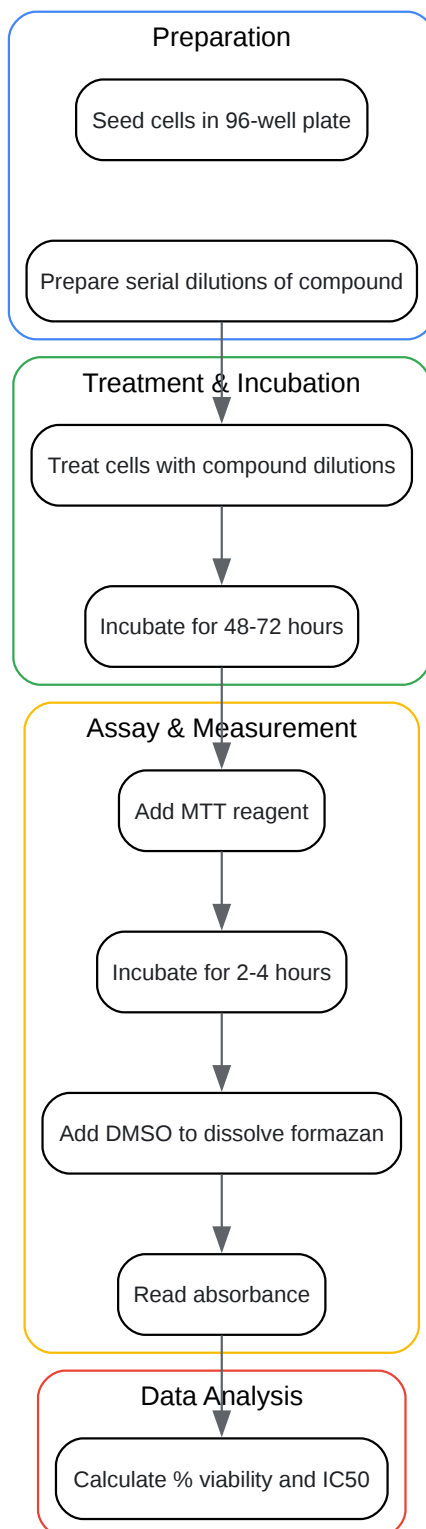 Preparation
Seed cells in 96-well plate
Prepare serial dilutions of compound
Treatment & Incubation
Treat cells with compound dilutions
Incubate for 48-72 hours
Assay & Measurement
Add MTT reagent
Incubate for 2-4 hours
Add DMSO to dissolve formazan
Read absorbance
Data Analysis
Calculate % viability and IC50